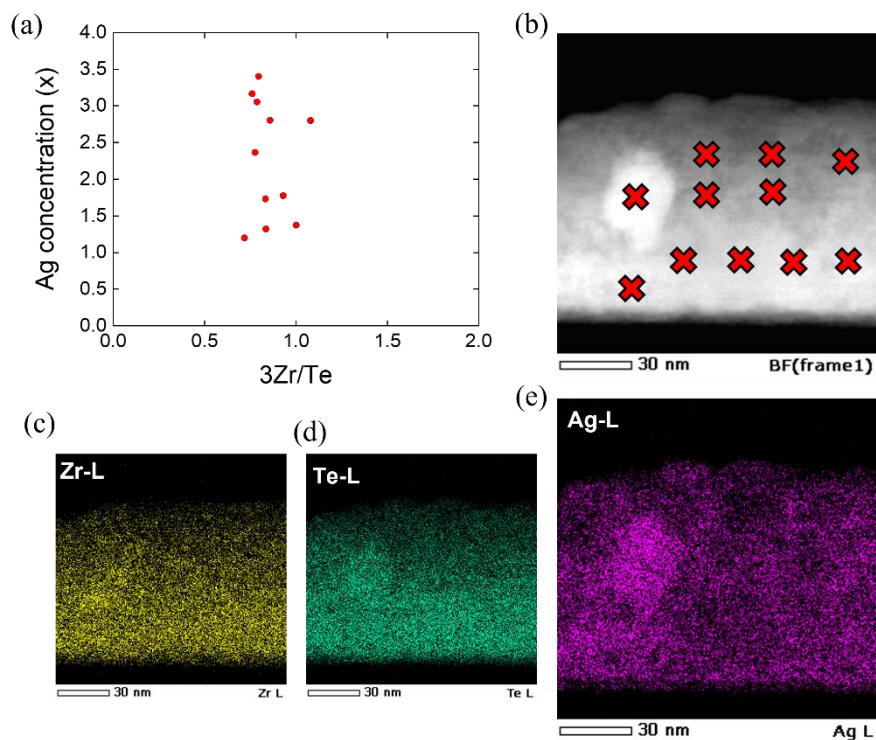 (a)
Ag concentration (x)
4.0
3.5
3.0
2.5
2.0
1.5
1.0
0.5
0.0
0.0 0.5 1.0 1.5 2.0
3Zr/Te
(b)
30 nm BF(frame1)
(c)
Zr-L
30 nm Zr L
(d)
Te-L
30 nm Te L
(e)
Ag-L
30 nm Ag L